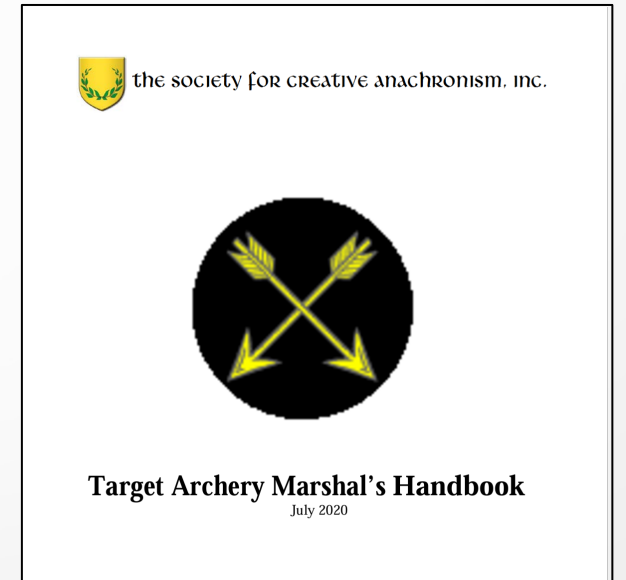 the society for creative anachronism, inc.
Target Archery Marshal's Handbook
July 2020